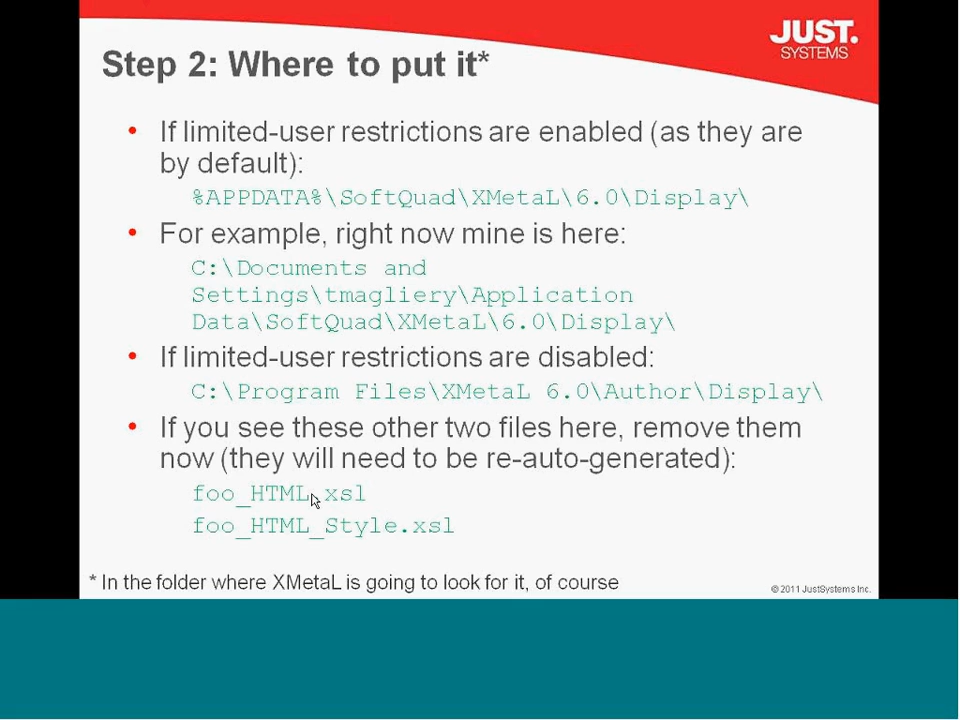 JUST.
SYSTEMS
Step 2: Where to put it*
• If limited-user restrictions are enabled (as they are
by default):
%APPDATA%\SoftQuad\XMetaL\6.0\Display\
• For example, right now mine is here:
C:\Documents and
Settings\tmagliery\Application
Data\SoftQuad\XMetaL\6.0\Display\
• If limited-user restrictions are disabled:
C:\Program Files\XMetaL 6.0\Author\Display\
• If you see these other two files here, remove them
now (they will need to be re-auto-generated):
foo_HTML.xsl
foo_HTML_Style.xsl
* In the folder where XMetaL is going to look for it, of course
© 2011 JustSystems Inc.